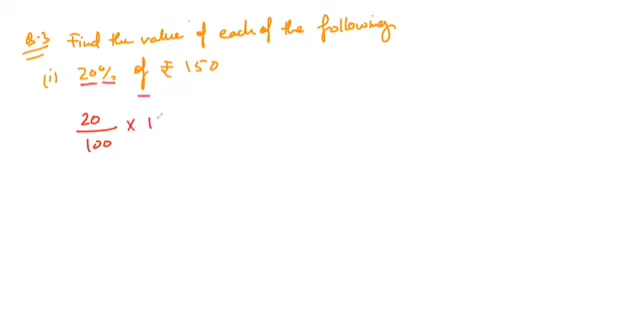 Q.3 Find the value of each of the following
(i) 20% of ₹ 150
20/100 × 1